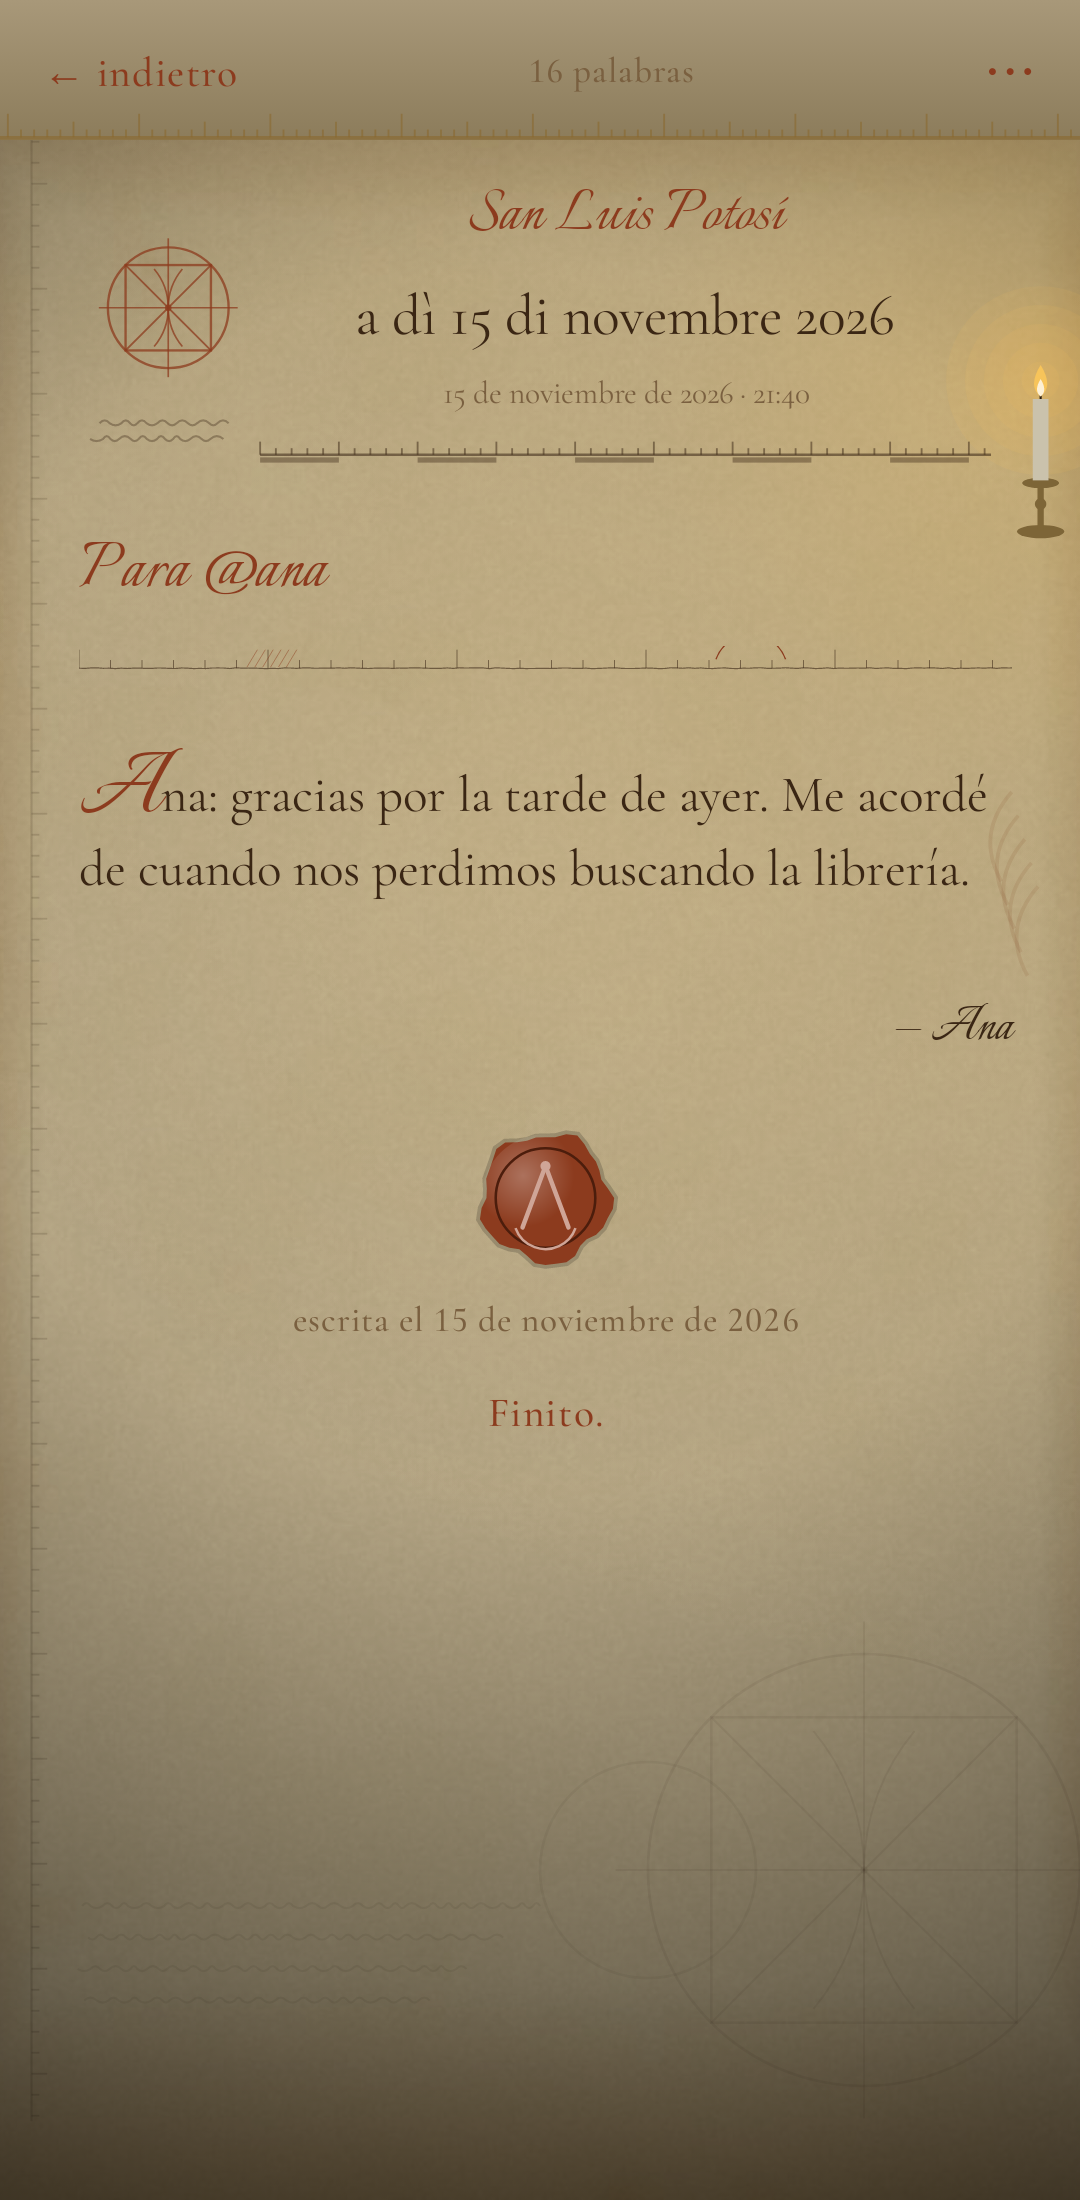 ← indietro
16 palabras
...
San Luis Potosí
a dì 15 di novembre 2026
15 de noviembre de 2026 · 21:40
Para @ana
Ana: gracias por la tarde de ayer. Me acordé
de cuando nos perdimos buscando la librería.
— Ana
escrita el 15 de noviembre de 2026
Finito.